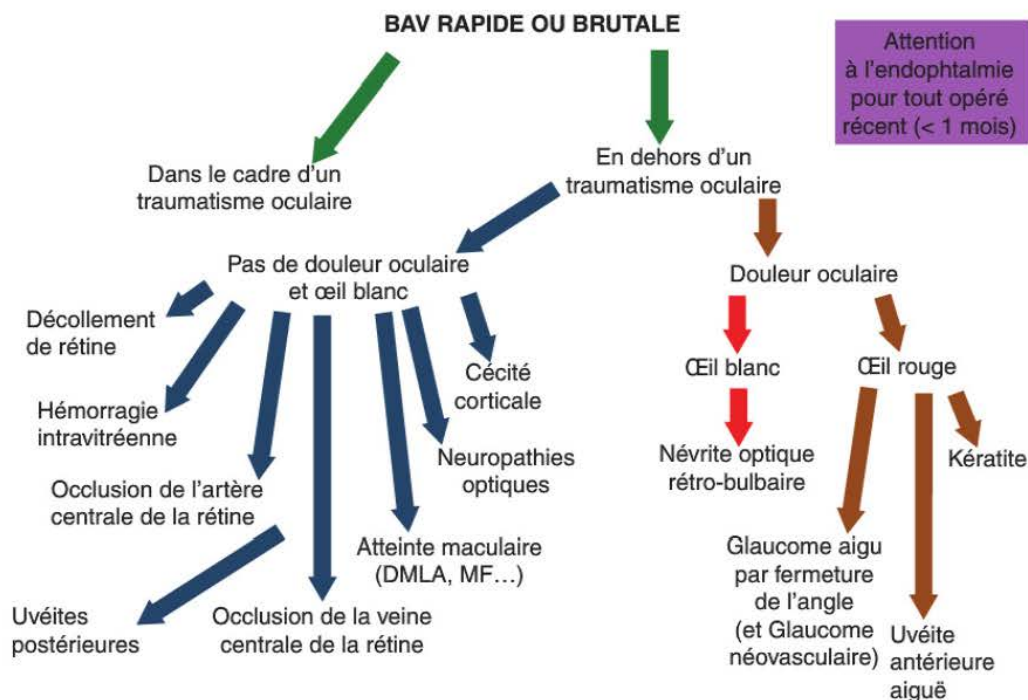 BAV RAPIDE OU BRUTALE
Attention
à l'endophtalmie
pour tout opéré
récent (< 1 mois)
Dans le cadre d'un
traumatisme oculaire
En dehors d'un
traumatisme oculaire
Pas de douleur oculaire
et œil blanc
Douleur oculaire
Décollement
de rétine
Hémorragie
intravitréenne
Occlusion de l'artère
centrale de la rétine
Uvéites
postérieures
Occlusion de la veine
centrale de la rétine
Atteinte maculaire
(DMLA, MF...)
Neuropathies
optiques
Cécité
corticale
Œil blanc
Névrite optique
rétro-bulbaire
Œil rouge
Glaucome aigu
par fermeture
de l'angle
(et Glaucome
néovasculaire)
Uvéite
antérieure
aiguë
Kératite